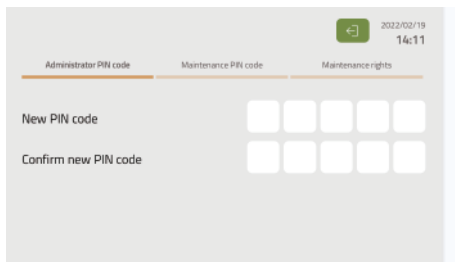 2022/02/19
14:11
Administrator PIN code Maintenance PIN code Maintenance rights
New PIN code
Confirm new PIN code